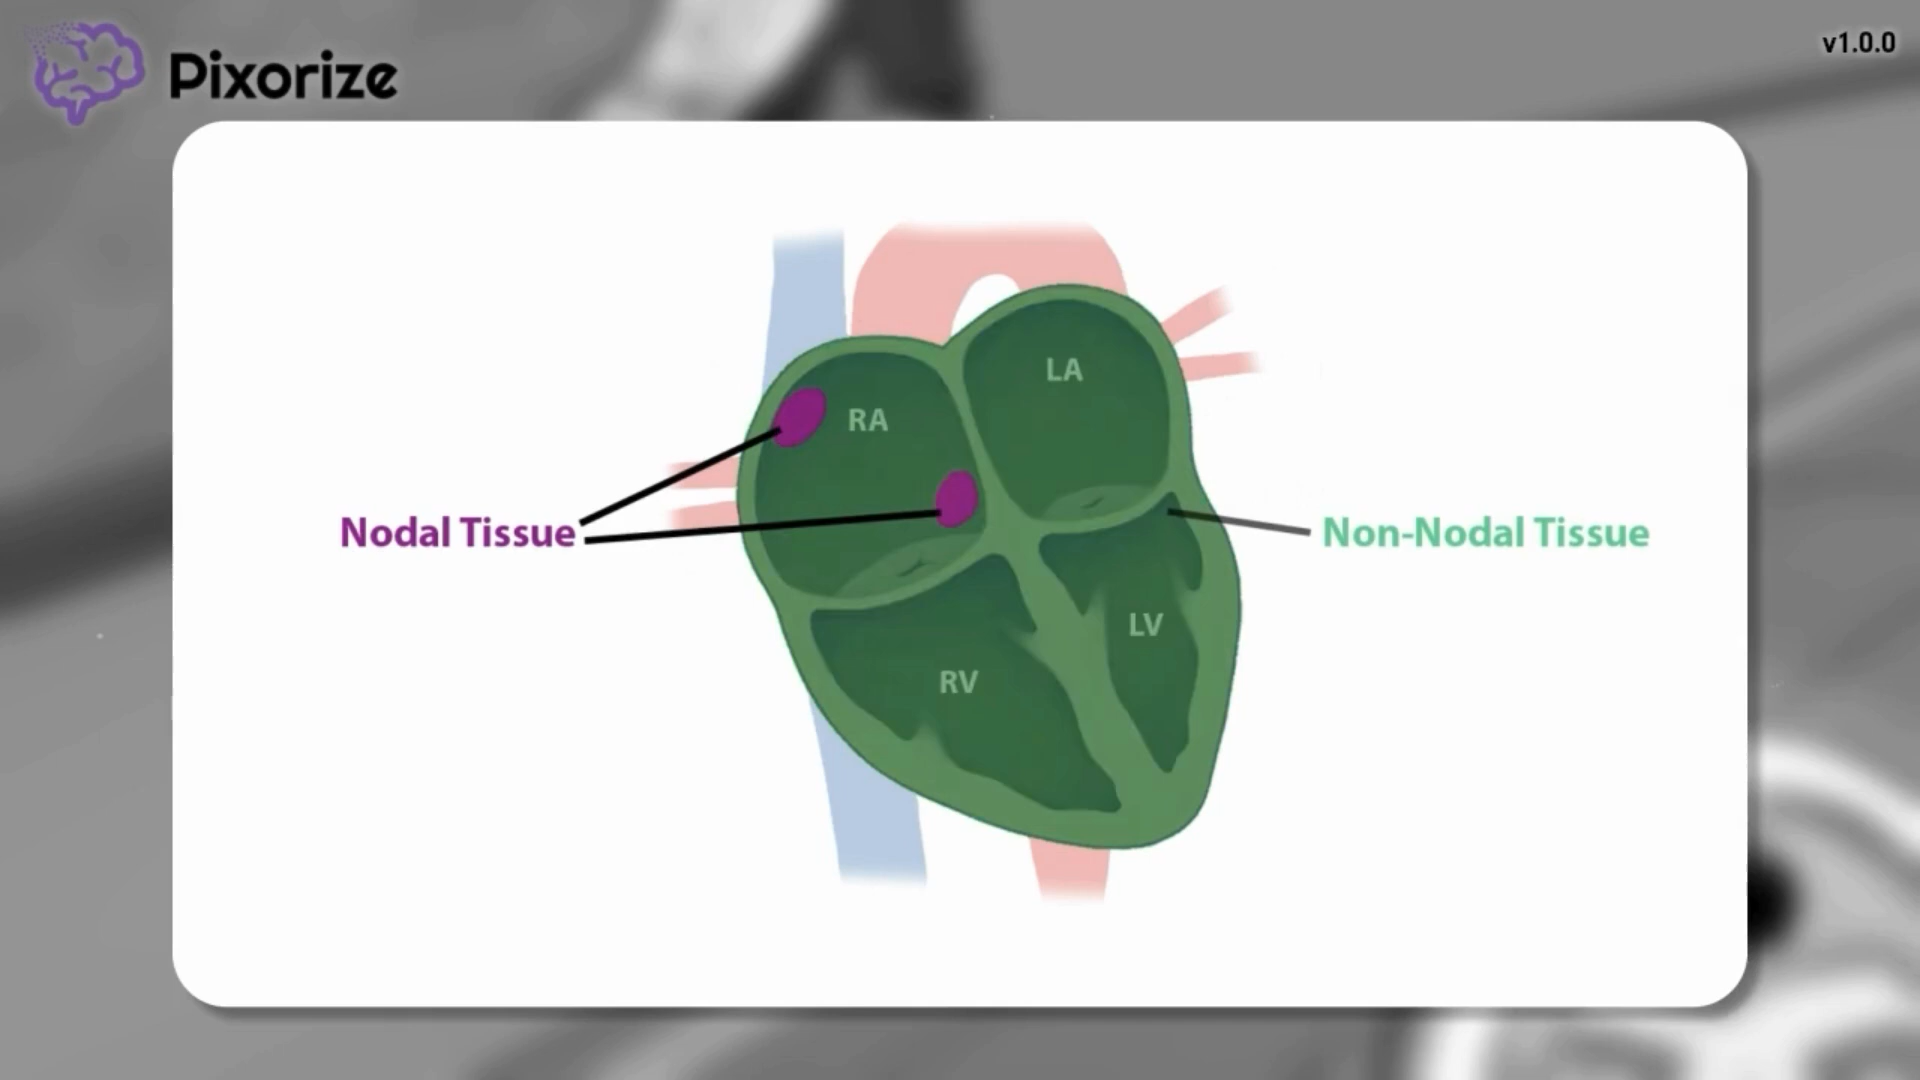 Pixorize
v1.0.0
LA
RA
Nodal Tissue
Non-Nodal Tissue
LV
RV